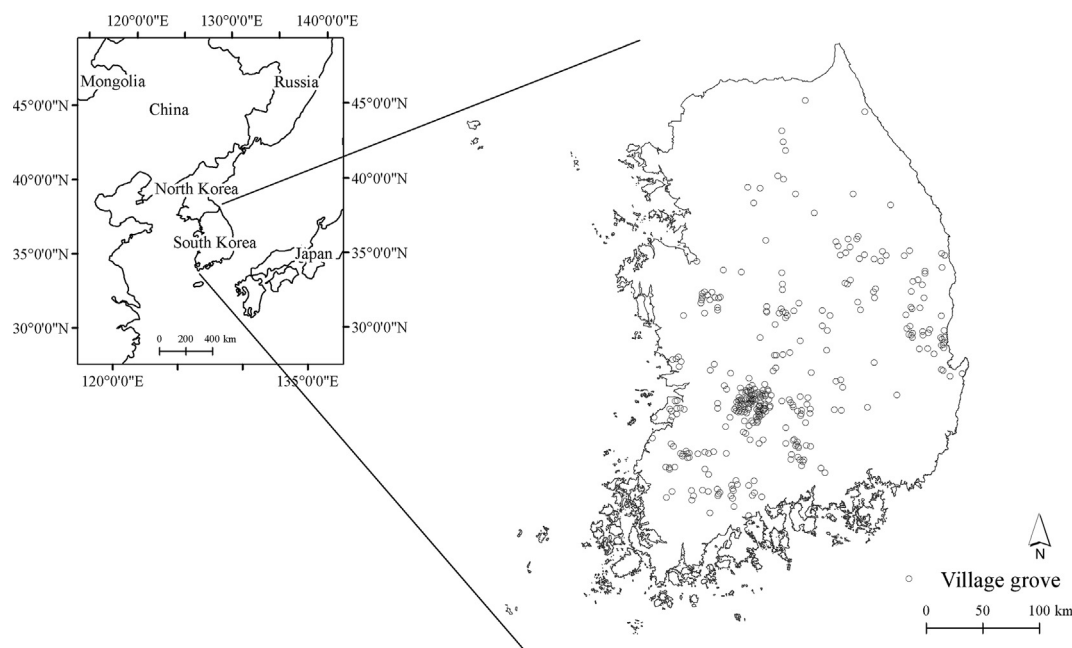 120°0'0"E 130°0'0"E 140°0'0"E
Mongolia
Russia
China
45°0'0"N
45°0'0"N
40°0'0"N
40°0'0"N
North Korea
South Korea
Japan
35°0'0"N
35°0'0"N
30°0'0"N
30°0'0"N
0 200 400 km
120°0'0"E
135°0'0"E
N
Village grove
0 50 100 km